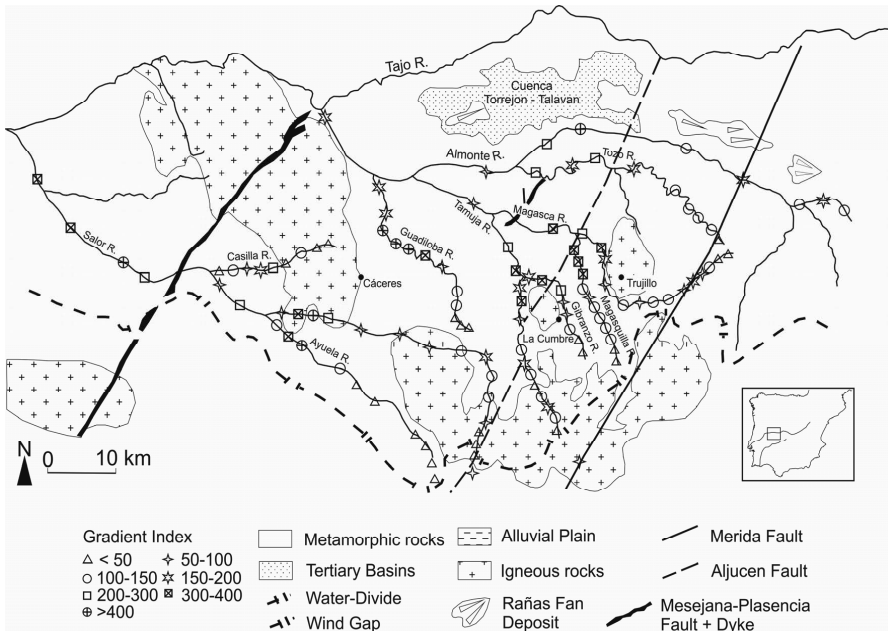 Tajo R.
Cuenca
Torrejon - Talavan
Almonte R.
Tuzo R.
Tamuja R.
Magasca R.
Guadiloba R.
Salor R.
Casilla R.
Cáceres
Trujillo
Gibranzo R.
Magasquilla R.
La Cumbre
Ayuela R.
N
0 10 km
Gradient Index
< 50 50-100
100-150 150-200
200-300 300-400
>400
Metamorphic rocks
Tertiary Basins
Water-Divide
Wind Gap
Alluvial Plain
Igneous rocks
Rañas Fan
Deposit
Merida Fault
Aljucen Fault
Mesejana-Plasencia
Fault + Dyke